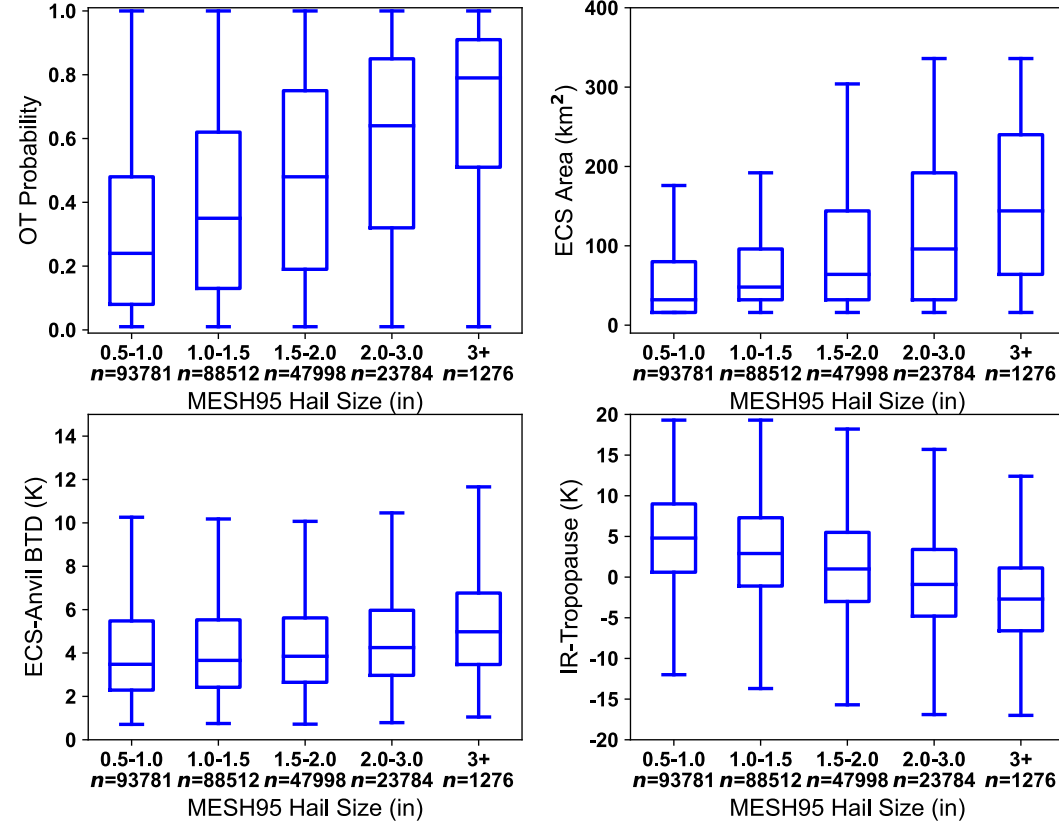 OT Probability
1.0
0.8
0.6
0.4
0.2
0.0
0.5-1.0 1.0-1.5 1.5-2.0 2.0-3.0 3+
n=93781 n=88512 n=47998 n=23784 n=1276
MESH95 Hail Size (in)
ECS Area (km²)
400
300
200
100
0
0.5-1.0 1.0-1.5 1.5-2.0 2.0-3.0 3+
n=93781 n=88512 n=47998 n=23784 n=1276
MESH95 Hail Size (in)
ECS-Anvil BTD (K)
14
12
10
8
6
4
2
0
0.5-1.0 1.0-1.5 1.5-2.0 2.0-3.0 3+
n=93781 n=88512 n=47998 n=23784 n=1276
MESH95 Hail Size (in)
IR-Tropopause (K)
20
15
10
5
0
-5
-10
-15
-20
0.5-1.0 1.0-1.5 1.5-2.0 2.0-3.0 3+
n=93781 n=88512 n=47998 n=23784 n=1276
MESH95 Hail Size (in)